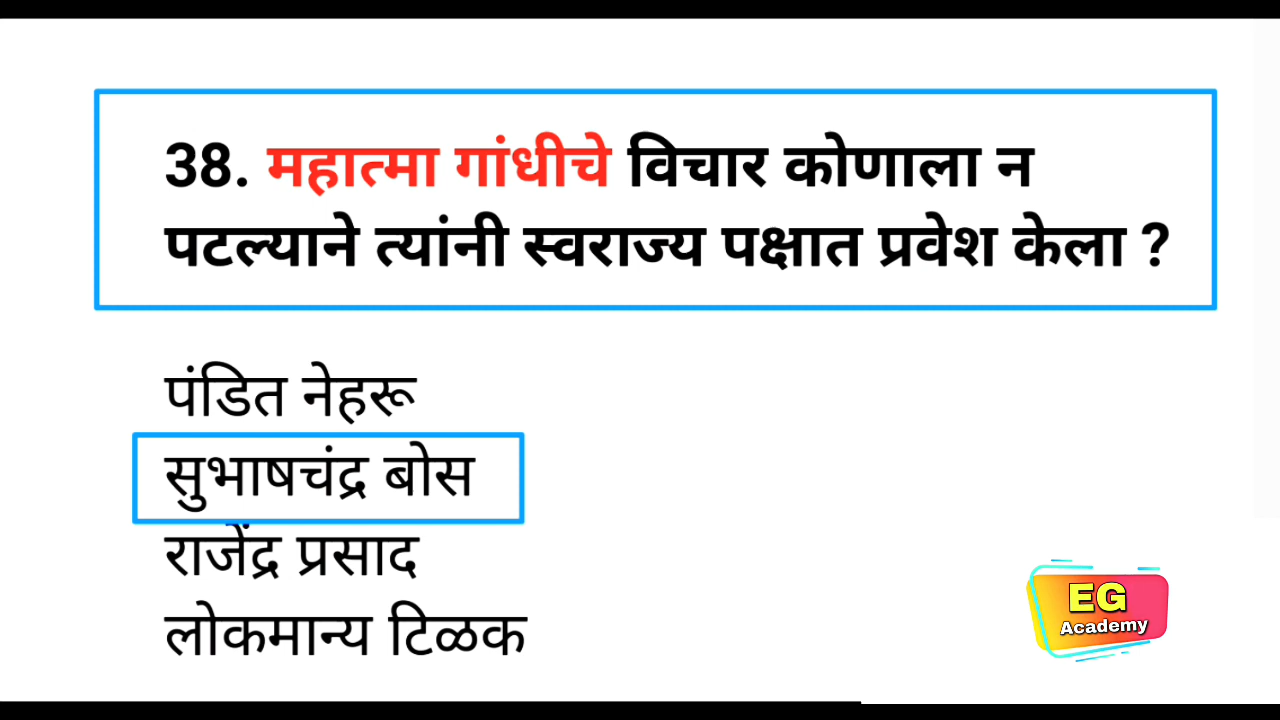 38. महात्मा गांधीचे विचार कोणाला न
पटल्याने त्यांनी स्वराज्य पक्षात प्रवेश केला ?
पंडित नेहरू
सुभाषचंद्र बोस
राजेंद्र प्रसाद
लोकमान्य टिळक
EG
Academy